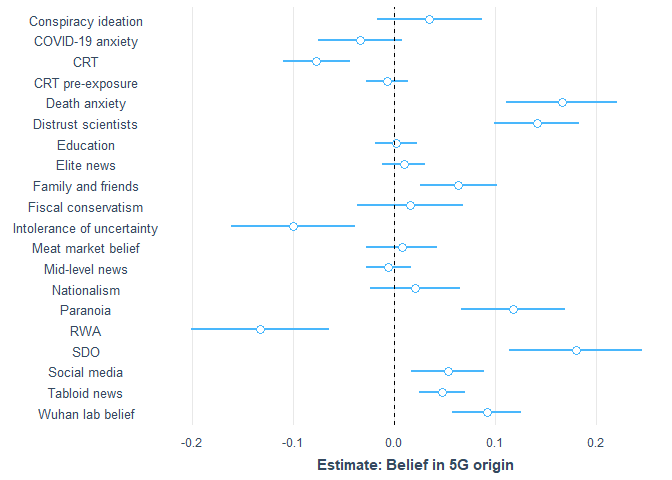 Conspiracy ideation
COVID-19 anxiety
CRT
CRT pre-exposure
Death anxiety
Distrust scientists
Education
Elite news
Family and friends
Fiscal conservatism
Intolerance of uncertainty
Meat market belief
Mid-level news
Nationalism
Paranoia
RWA
SDO
Social media
Tabloid news
Wuhan lab belief
-0.2 -0.1 0.0 0.1 0.2
Estimate: Belief in 5G origin